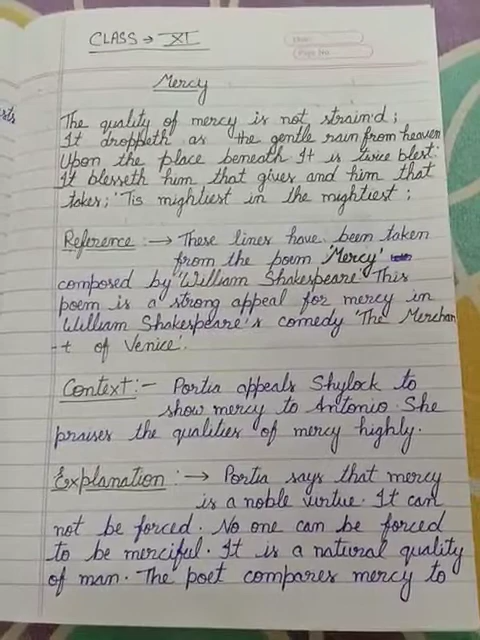 CLASS → XI
Page No.
Mercy
The quality of mercy is not strain'd;
It droppeth as the gentle rain from heaven
Upon the place beneath It is twice blest:
It blesseth him that gives and him that
takes; 'Tis mightiest in the mightiest;
Reference:→ These lines have been taken
from the poem 'Mercy'
composed by 'William Shakespeare' This
poem is a strong appeal for mercy in
William Shakespeare's comedy 'The Merchan
-t of Venice'.
Context:- Portia appeals Shylock to
show mercy to Antonio. She
praises the qualities of mercy highly.
Explanation:→ Portia says that mercy
is a noble virtue. It can
not be forced. No one can be forced
to be merciful. It is a natural quality
of man. The poet compares mercy to